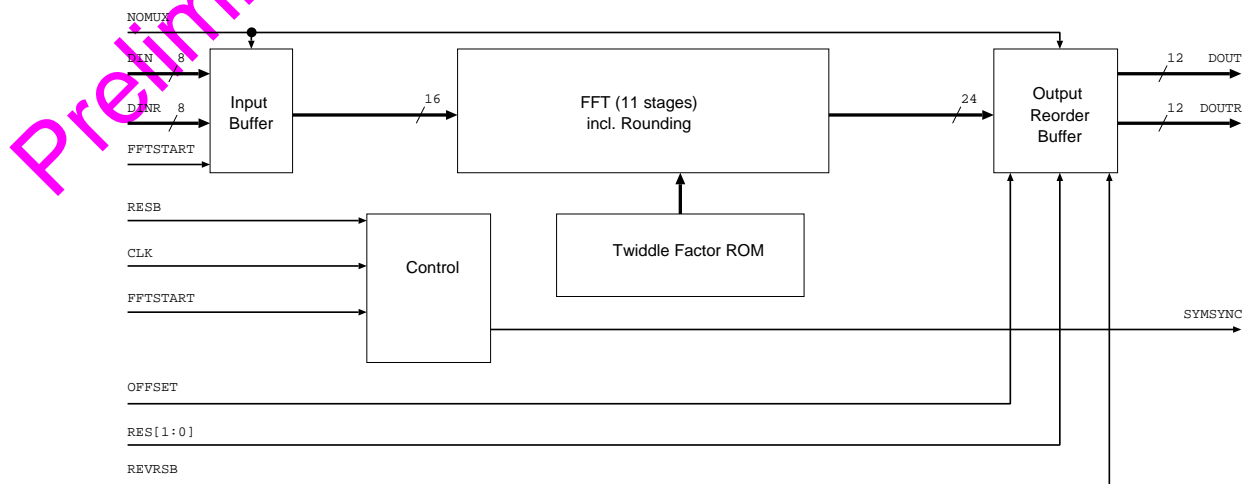 Prelimi
NOMUX
DIN 8
DINR 8
FFTSTART
Input
Buffer
16
FFT (11 stages)
incl. Rounding
24
Output
Reorder
Buffer
12 DOUT
12 DOUTR
Twiddle Factor ROM
RESB
CLK
FFTSTART
Control
SYMSYNC
OFFSET
RES[1:0]
REVRSB